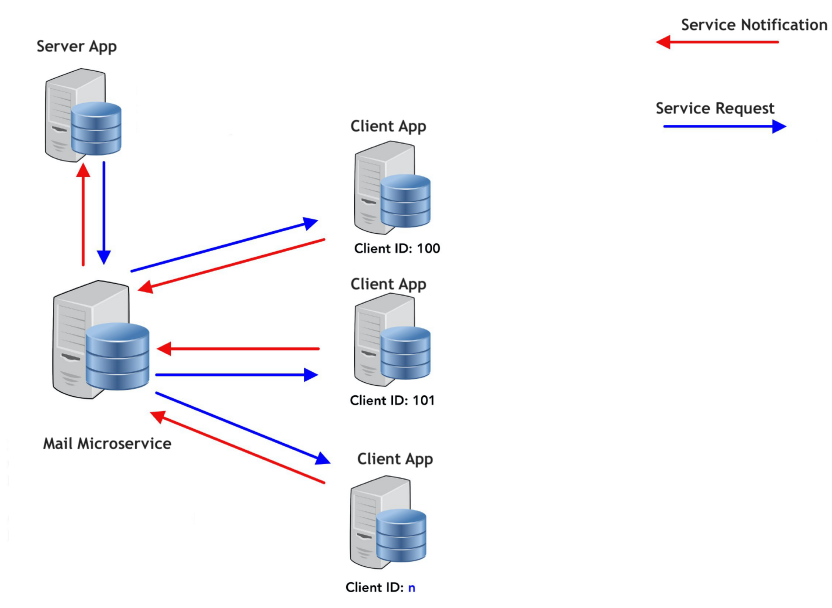 Service Notification
Server App
Service Request
Client App
Client ID: 100
Client App
Client ID: 101
Mail Microservice
Client App
Client ID: n